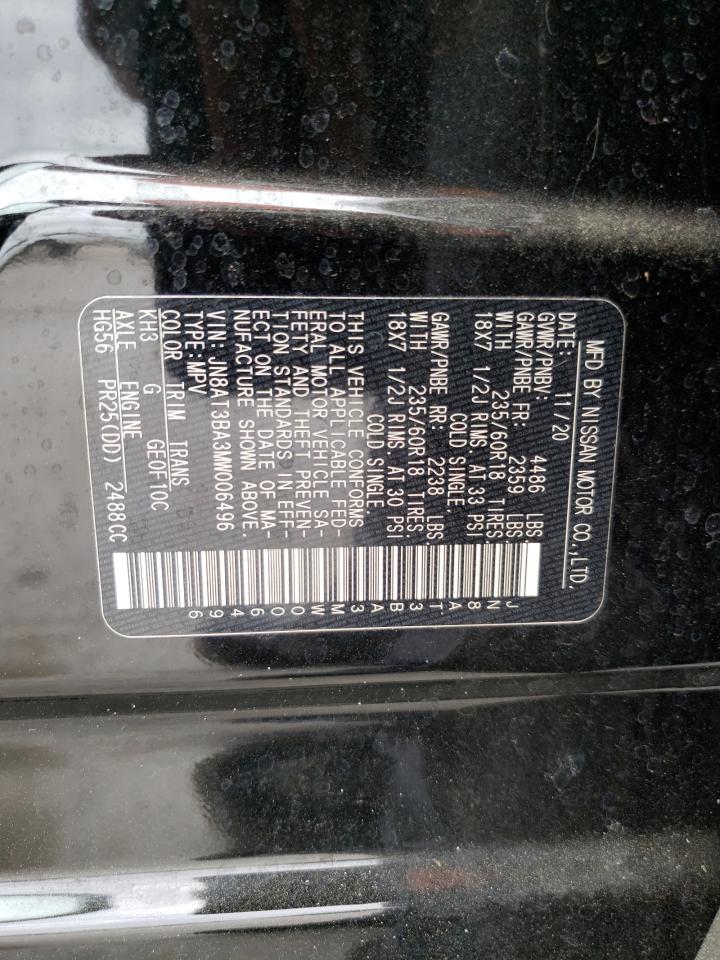 MFD BY NISSAN MOTOR CO.,LTD.
DATE: 11/20
GVWR/PNBV: 4486 LBS
GAWR/PNBE FR: 2359 LBS.
WITH 235/60R18 TIRES
18X7 1/2J RIMS. AT 33 PSI
COLD SINGLE
GAWR/PNBE RR: 2238 LBS.
WITH 235/60R18 TIRES.
18X7 1/2J RIMS. AT 30 PSI
COLD SINGLE
THIS VEHICLE CONFORMS
TO ALL APPLICABLE FED-
ERAL MOTOR VEHICLE SA-
FETY AND THEFT PREVEN-
TION STANDARDS IN EFF-
ECT ON THE DATE OF MA-
NUFACTURE SHOWN ABOVE.
VIN: JN8AT3BA3MW006496
TYPE: MPV
COLOR TRIM TRANS
KH3 G GE0F10C
AXLE ENGINE
HG56 PR25(DD) 2488CC
JN8AT3BA3MW006496